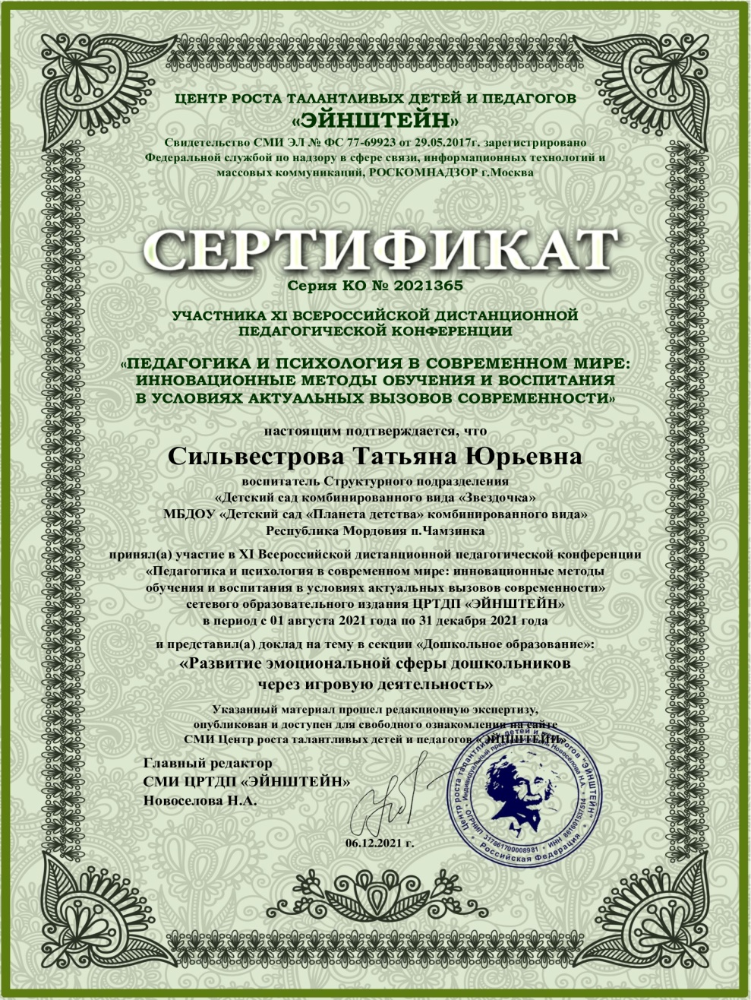 ЦЕНТР РОСТА ТАЛАНТЛИВЫХ ДЕТЕЙ И ПЕДАГОГОВ
«ЭЙНШТЕЙН»
Свидетельство СМИ ЭЛ № ФС 77-69923 от 29.05.2017г. зарегистрировано
Федеральной службой по надзору в сфере связи, информационных технологий и
массовых коммуникаций, РОСКОМНАДЗОР г.Москва
СЕРТИФИКАТ
Серия КО № 2021365
УЧАСТНИКА XI ВСЕРОССИЙСКОЙ ДИСТАНЦИОННОЙ
ПЕДАГОГИЧЕСКОЙ КОНФЕРЕНЦИИ
«ПЕДАГОГИКА И ПСИХОЛОГИЯ В СОВРЕМЕННОМ МИРЕ:
ИННОВАЦИОННЫЕ МЕТОДЫ ОБУЧЕНИЯ И ВОСПИТАНИЯ
В УСЛОВИЯХ АКТУАЛЬНЫХ ВЫЗОВОВ СОВРЕМЕННОСТИ»
настоящим подтверждается, что
Сильвестрова Татьяна Юрьевна
воспитатель Структурного подразделения
«Детский сад комбинированного вида «Звездочка»
МБДОУ «Детский сад «Планета детства» комбинированного вида»
Республика Мордовия п.Чамзинка
принял(а) участие в XI Всероссийской дистанционной педагогической конференции
«Педагогика и психология в современном мире: инновационные методы
обучения и воспитания в условиях актуальных вызовов современности»
сетевого образовательного издания ЦРТДП «ЭЙНШТЕЙН»
в период с 01 августа 2021 года по 31 декабря 2021 года
и представил(а) доклад на тему в секции «Дошкольное образование»:
«Развитие эмоциональной сферы дошкольников
через игровую деятельность»
Указанный материал прошел редакционную экспертизу,
опубликован и доступен для свободного ознакомления на сайте
СМИ Центр роста талантливых детей и педагогов «ЭЙНШТЕЙН»
Главный редактор
СМИ ЦРТДП «ЭЙНШТЕЙН»
Новоселова Н.А.
06.12.2021 г.
Центр роста талантливых детей и педагогов "ЭЙНШТЕЙН"
Российская Федерация
Индивидуальный предприниматель Новоселова Н.А.
ОГРНИП 317861700008981 * ИНН 861601537514